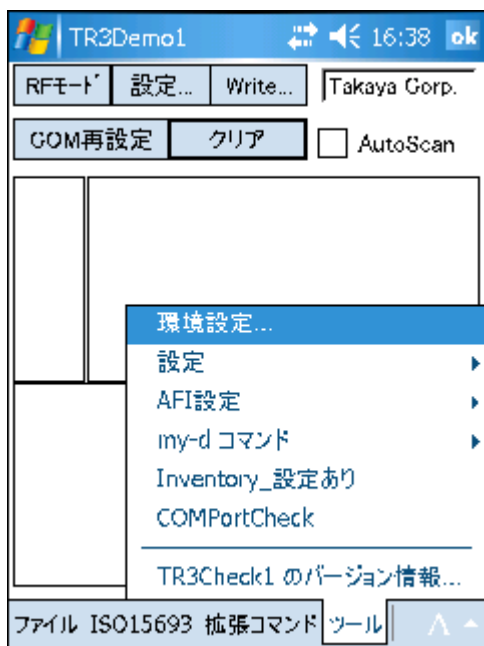 TR3Demo1 16:38 ok
RFモード 設定... Write... Takaya Corp.
COM再設定 クリア AutoScan
環境設定...
設定
AFI設定
my-d コマンド
Inventory_設定あり
COMPortCheck
TR3Check1 のバージョン情報...
ファイル ISO15693 拡張コマンド ツール